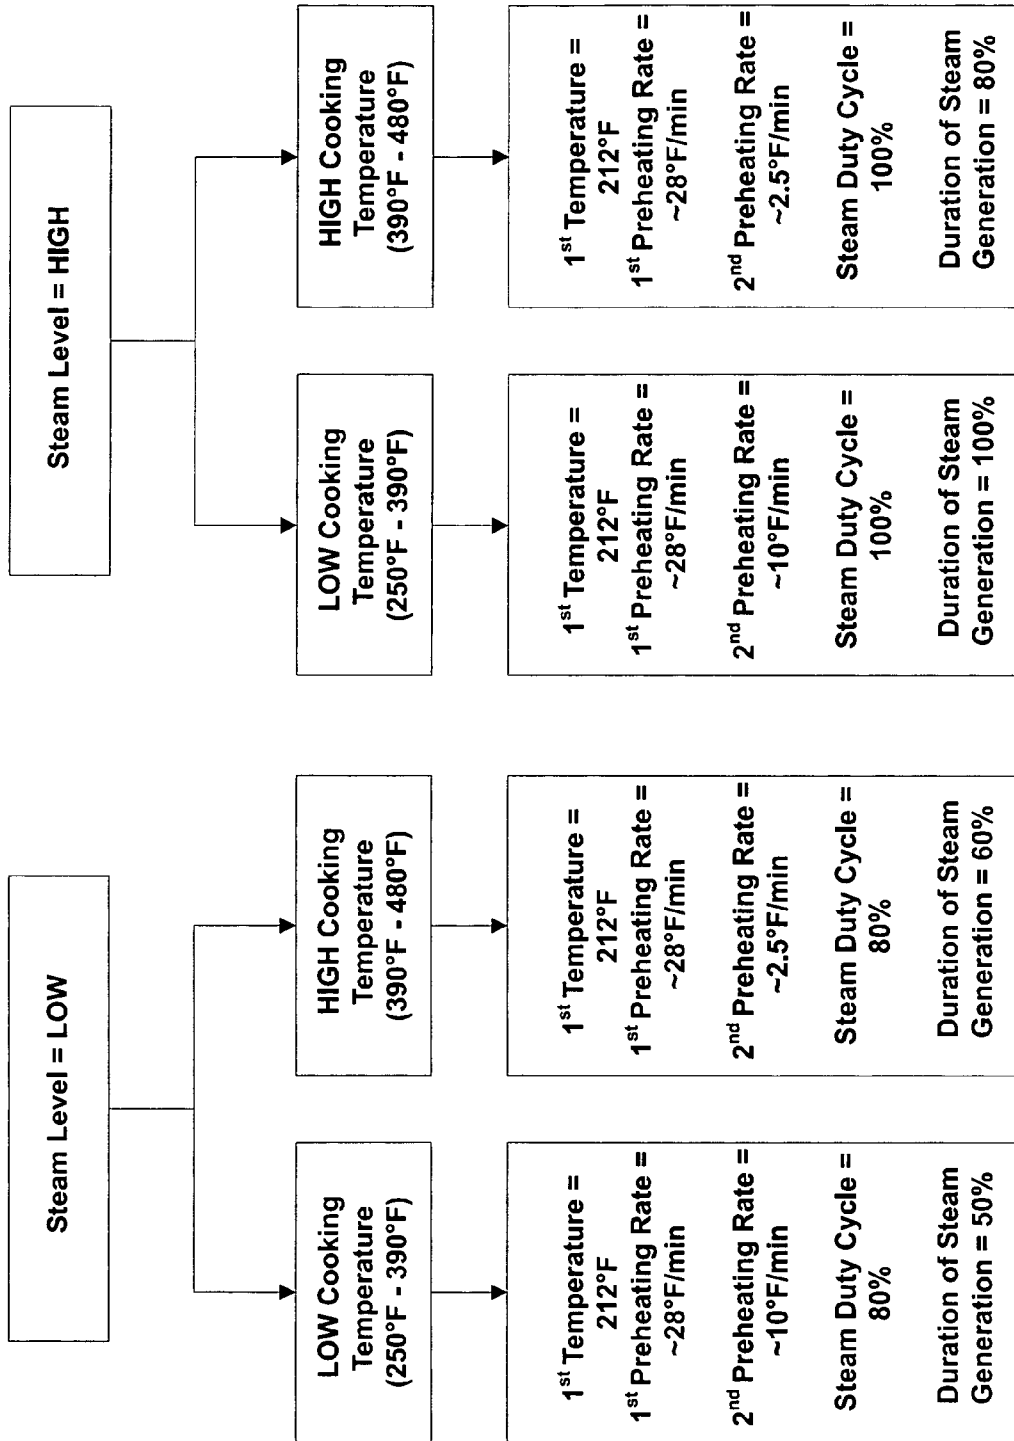 Steam Level = LOW
LOW Cooking
Temperature
(250°F - 390°F)
1st Temperature =
212°F
1st Preheating Rate =
~28°F/min
2nd Preheating Rate =
~10°F/min
Steam Duty Cycle =
80%
Duration of Steam
Generation = 50%
HIGH Cooking
Temperature
(390°F - 480°F)
1st Temperature =
212°F
1st Preheating Rate =
~28°F/min
2nd Preheating Rate =
~2.5°F/min
Steam Duty Cycle =
80%
Duration of Steam
Generation = 60%
Steam Level = HIGH
LOW Cooking
Temperature
(250°F - 390°F)
1st Temperature =
212°F
1st Preheating Rate =
~28°F/min
2nd Preheating Rate =
~10°F/min
Steam Duty Cycle =
100%
Duration of Steam
Generation = 100%
HIGH Cooking
Temperature
(390°F - 480°F)
1st Temperature =
212°F
1st Preheating Rate =
~28°F/min
2nd Preheating Rate =
~2.5°F/min
Steam Duty Cycle =
100%
Duration of Steam
Generation = 80%